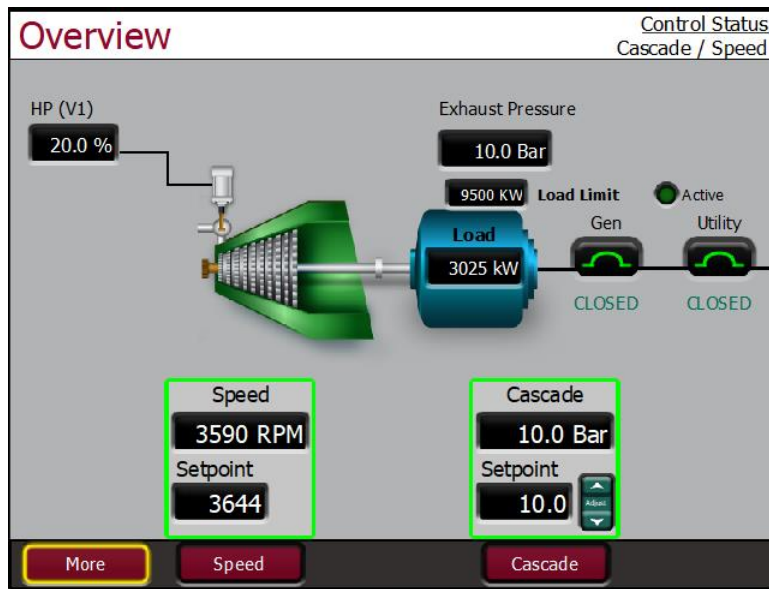 Overview
Control Status
Cascade / Speed
HP (V1)
20.0 %
Exhaust Pressure
10.0 Bar
9500 KW Load Limit Active
Load
3025 kW
Gen Utility
CLOSED CLOSED
Speed
3590 RPM
Setpoint
3644
Cascade
10.0 Bar
Setpoint
10.0
Adjust
More Speed Cascade